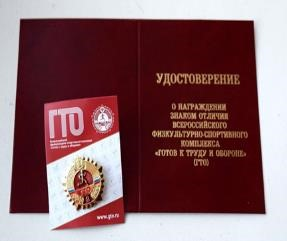 ГТО
www.gto.ru
УДОСТОВЕРЕНИЕ
О НАГРАЖДЕНИИ
ЗНАКОМ ОТЛИЧИЯ
ВСЕРОССИЙСКОГО
ФИЗКУЛЬТУРНО-СПОРТИВНОГО
КОМПЛЕКСА
«ГОТОВ К ТРУДУ И ОБОРОНЕ»
(ГТО)